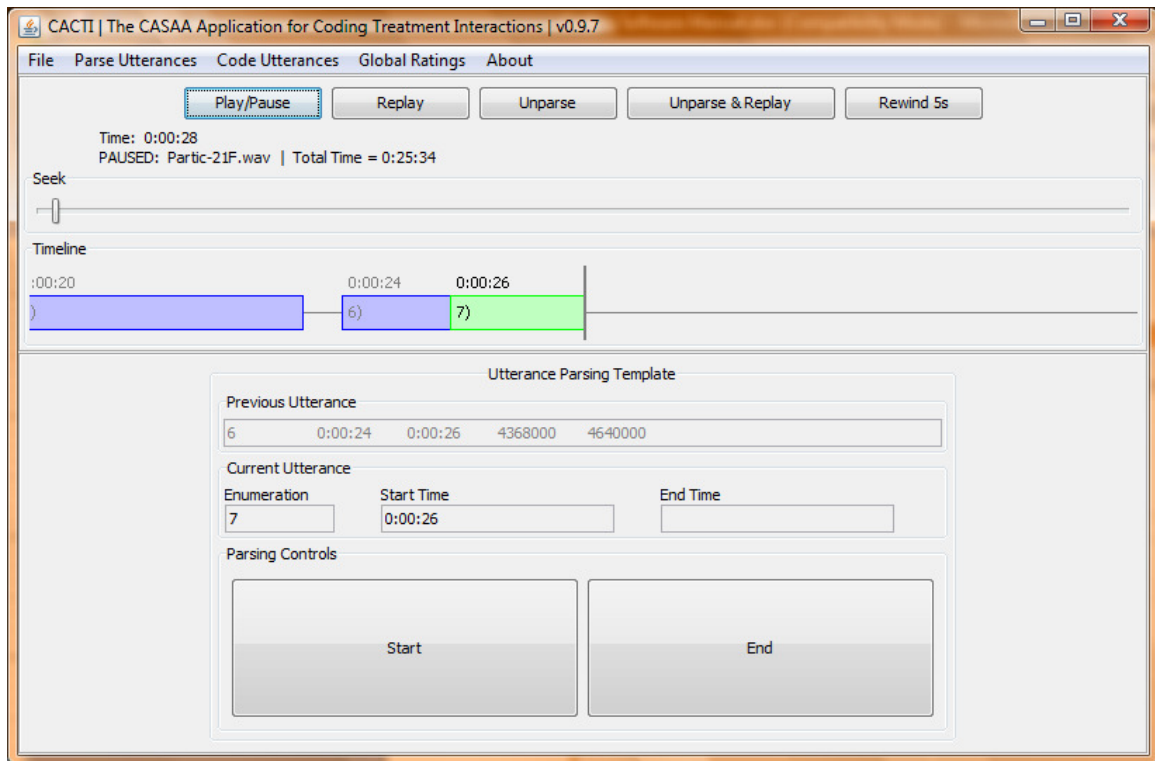 CACTI | The CASAA Application for Coding Treatment Interactions | v0.9.7
File Parse Utterances Code Utterances Global Ratings About
Play/Pause Replay Unparse Unparse & Replay Rewind 5s
Time: 0:00:28
PAUSED: Partic-21F.wav | Total Time = 0:25:34
Seek
Timeline
:00:20 0:00:24 0:00:26
) 6) 7)
Utterance Parsing Template
Previous Utterance
6 0:00:24 0:00:26 4368000 4640000
Current Utterance
Enumeration Start Time End Time
7 0:00:26
Parsing Controls
Start End